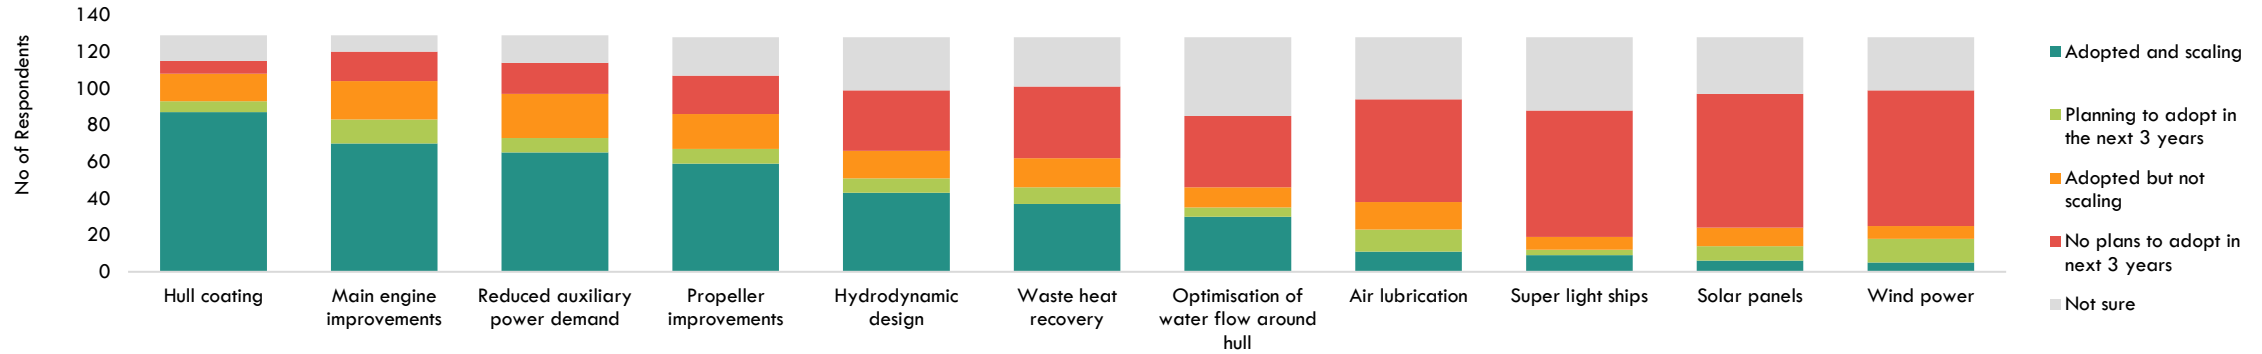 140
120
100
80
60
40
20
0
No of Respondents
Hull coating
Main engine
improvements
Reduced auxiliary
power demand
Propeller
improvements
Hydrodynamic
design
Waste heat
recovery
Optimisation of
water flow around
hull
Air lubrication
Super light ships
Solar panels
Wind power
Adopted and scaling
Planning to adopt in
the next 3 years
Adopted but not
scaling
No plans to adopt in
next 3 years
Not sure